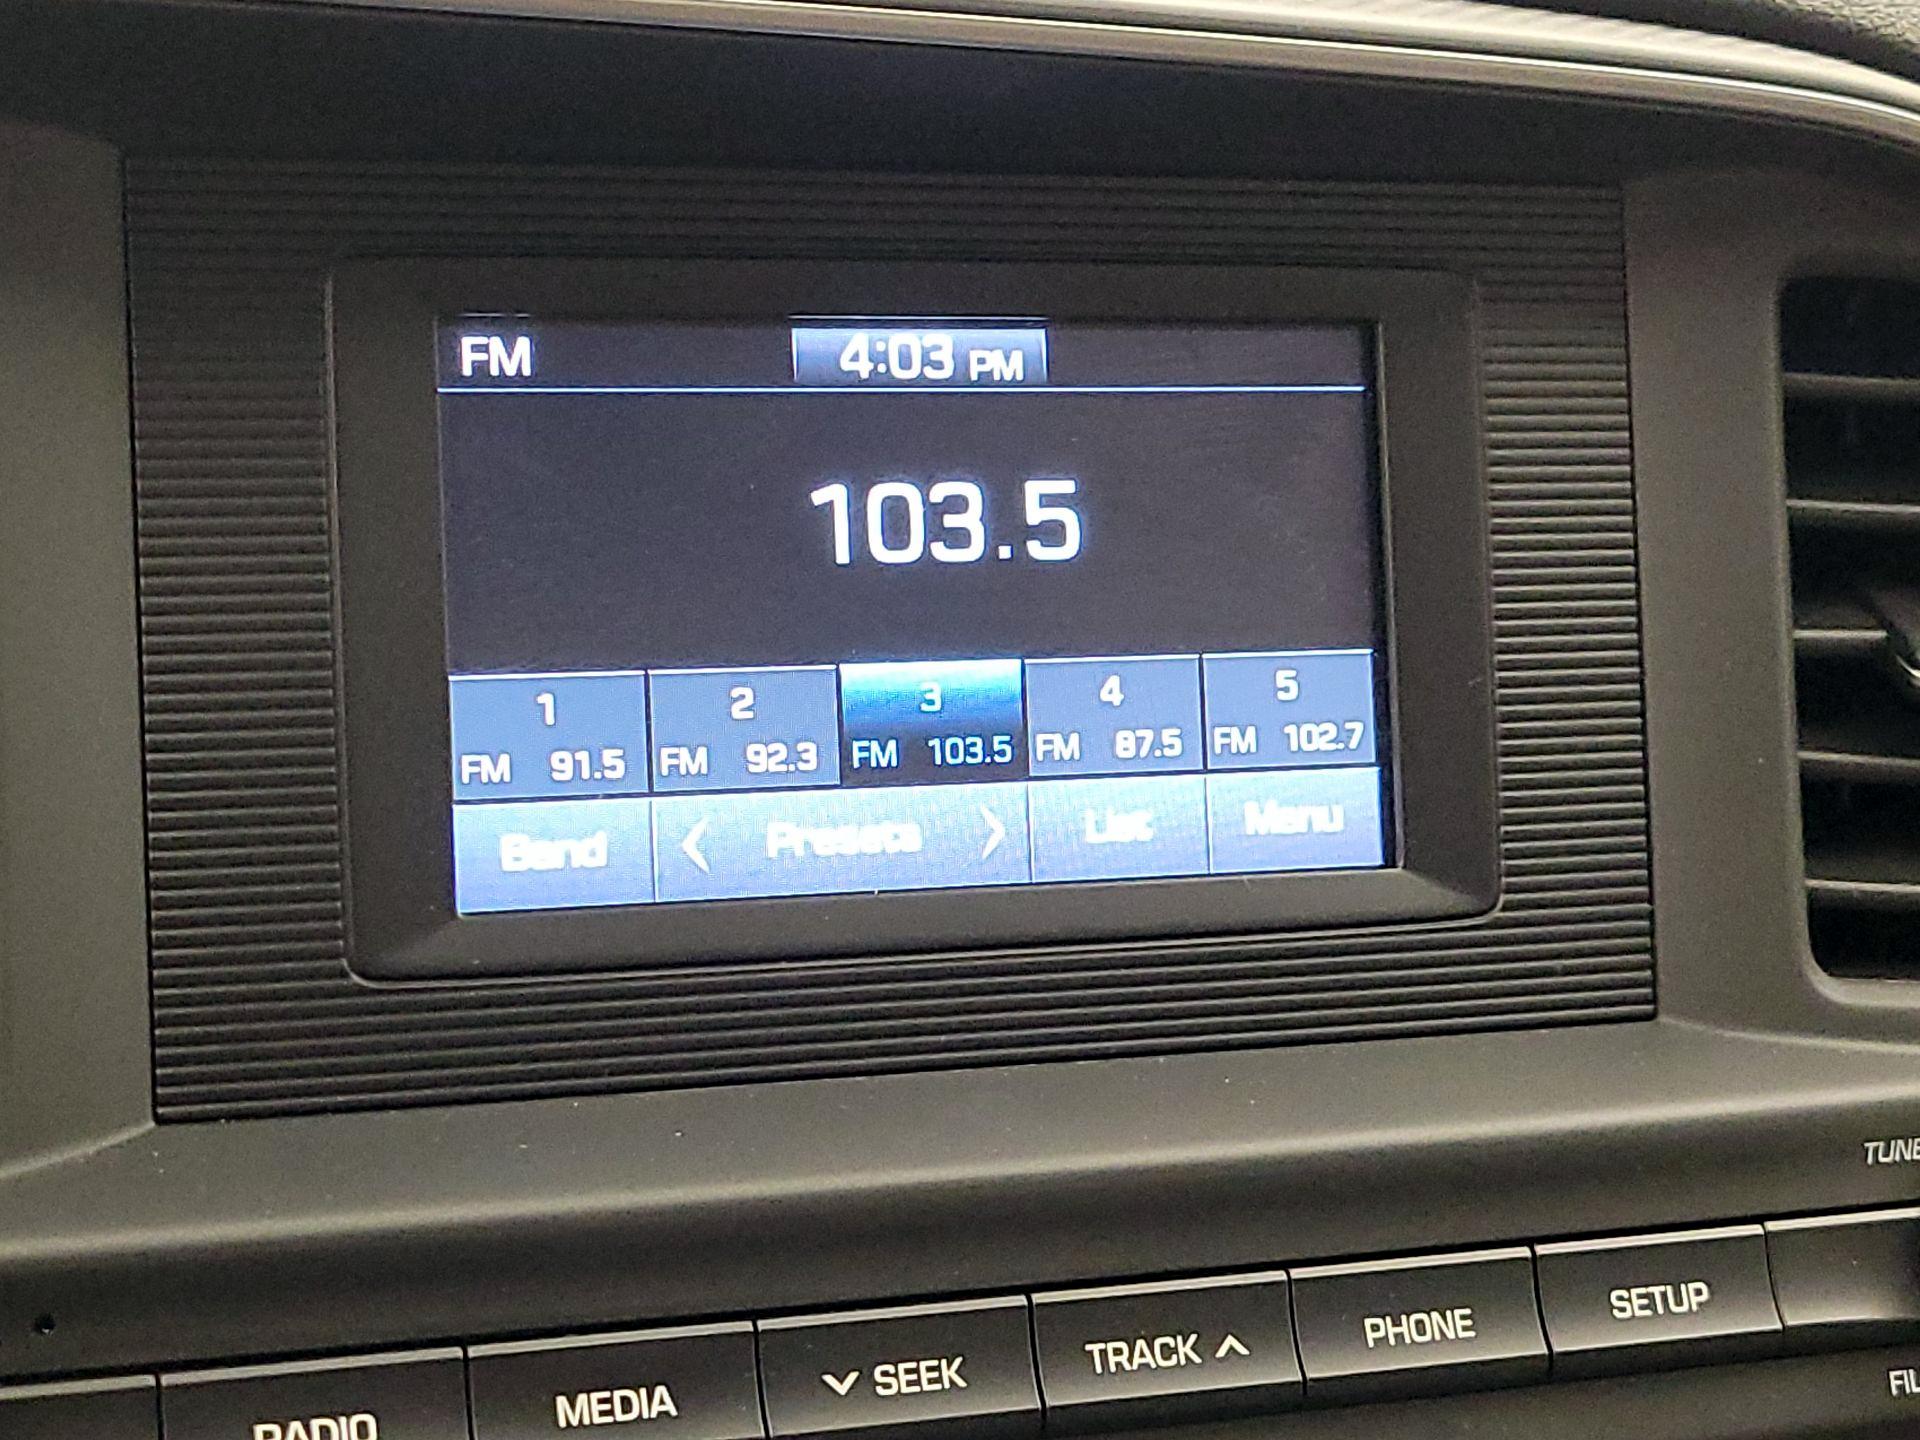 FM 4:03 PM
103.5
1 2 3 4 5
FM 91.5 FM 92.3 FM 103.5 FM 87.5 FM 102.7
Band < Presets > List Menu
TUNE
RADIO MEDIA ∨ SEEK TRACK ∧ PHONE SETUP